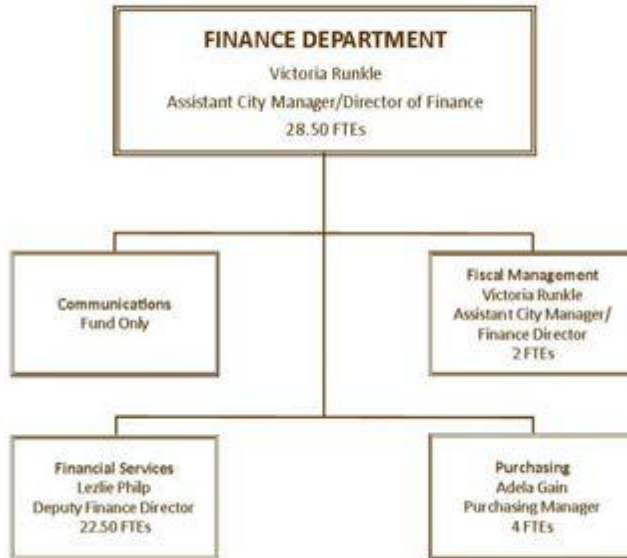 FINANCE DEPARTMENT
Victoria Runkle
Assistant City Manager/Director of Finance
28.50 FTEs
Communications
Fund Only
Fiscal Management
Victoria Runkle
Assistant City Manager/
Finance Director
2 FTEs
Financial Services
Lezlie Philp
Deputy Finance Director
22.50 FTEs
Purchasing
Adela Gain
Purchasing Manager
4 FTEs